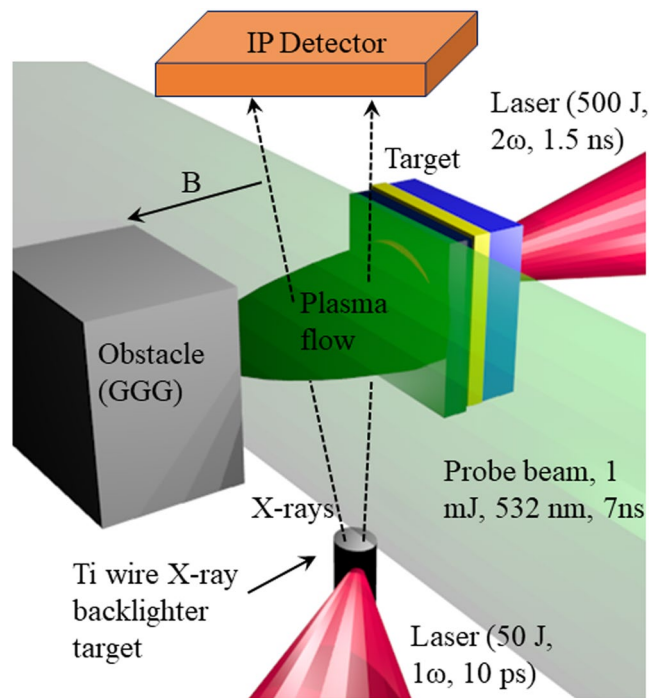 IP Detector
Laser (500 J,
2ω, 1.5 ns)
Target
B
Plasma
flow
Obstacle
(GGG)
Probe beam, 1
mJ, 532 nm, 7ns
X-rays
Ti wire X-ray
backlighter
target
Laser (50 J,
1ω, 10 ps)